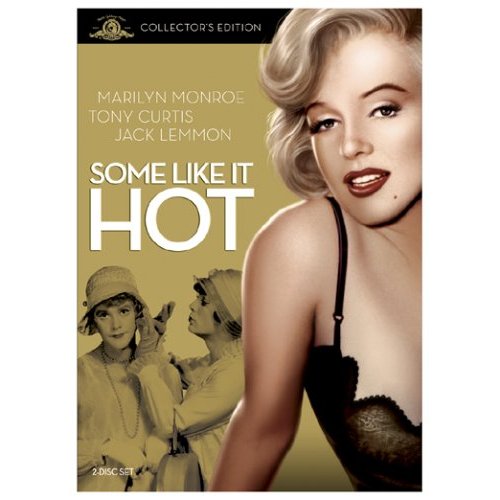 COLLECTOR'S EDITION
MARILYN MONROE
TONY CURTIS
JACK LEMMON
SOME LIKE IT
HOT
2-DISC SET